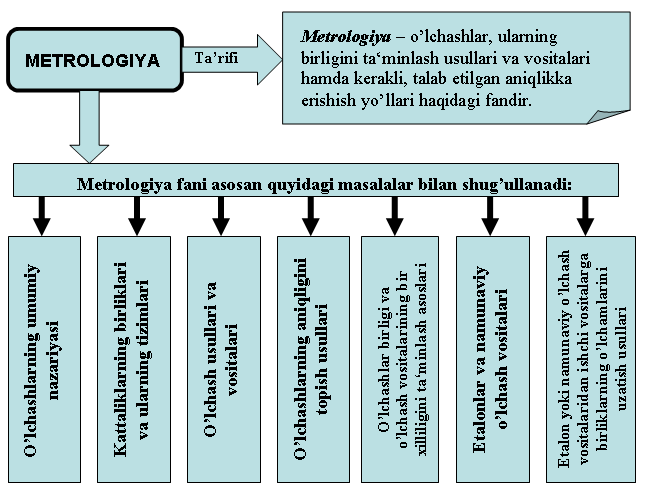 METROLOGIYA
Ta'rifi
Metrologiya – o'lchashlar, ularning
birligini ta‘minlash usullari va vositalari
hamda kerakli, talab etilgan aniqlikka
erishish yo'llari haqidagi fandir.
Metrologiya fani asosan quyidagi masalalar bilan shug'ullanadi:
O'lchashlarning umumiy
nazariyasi
Kattaliklarning birliklari
va ularning tizimlari
O'lchash usullari va
vositalari
O'lchashlarning aniqligini
topish usullari
O'lchashlar birligi va
o'lchash vositalarining bir
xilliligini ta‘minlash asoslari
Etalonlar va namunaviy
o'lchash vositalari
Etalon yoki namunaviy o'lchash
vositalaridan ishchi vositalarga
birliklarning o'lchamlarini
uzatish usullari